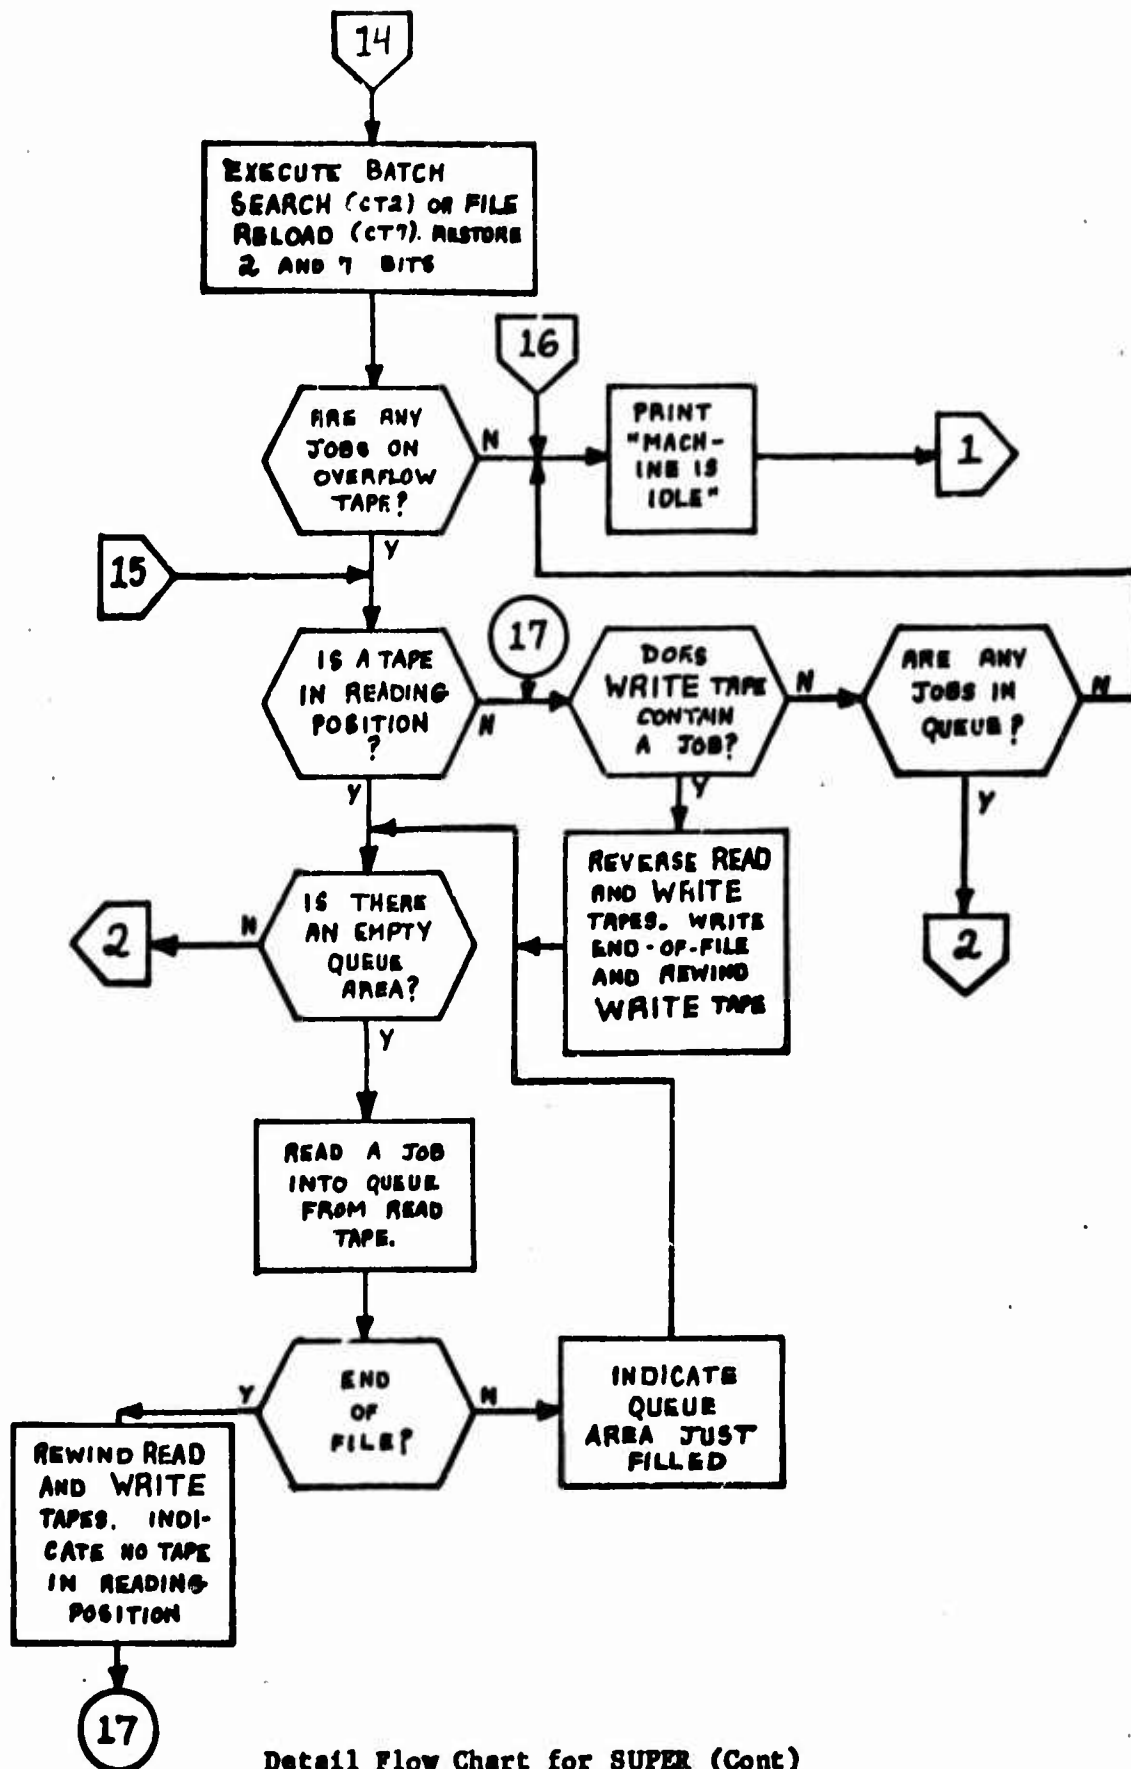 14
EXECUTE BATCH
SEARCH (CT2) OR FILE
RELOAD (CT7). RESTORE
2 AND 7 BITS
16
ARE ANY
JOBS ON
OVERFLOW
TAPE?
N
PRINT
"MACH-
INE IS
IDLE"
1
Y
15
17
IS A TAPE
IN READING
POSITION
?
N
DOES
WRITE TAPE
CONTAIN
A JOB?
N
ARE ANY
JOBS IN
QUEUE?
N
Y
Y
Y
2
IS THERE
AN EMPTY
QUEUE
AREA?
N
2
REVERSE READ
AND WRITE
TAPES. WRITE
END-OF-FILE
AND REWIND
WRITE TAPE
Y
READ A JOB
INTO QUEUE
FROM READ
TAPE.
END
OF
FILE?
Y
N
INDICATE
QUEUE
AREA JUST
FILLED
REWIND READ
AND WRITE
TAPES. INDI-
CATE NO TAPE
IN READING
POSITION
17
Detail Flow Chart for SUPER (Cont)